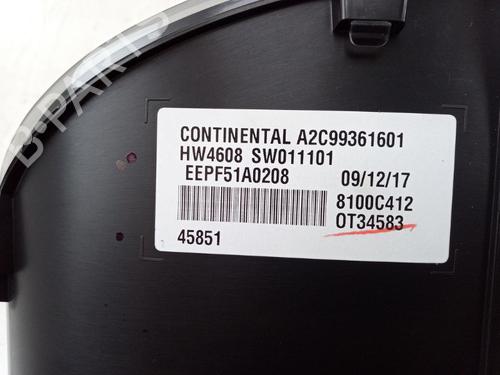 B-PARTS
CONTINENTAL A2C99361601
HW4608 SW011101
EEPF51A0208 09/12/17
8100C412
OT34583
45851